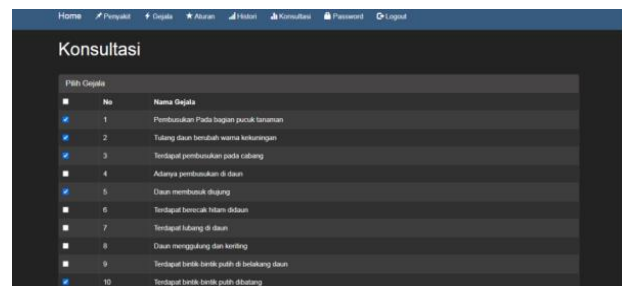 Home Penyakit Gejala Aturan Histori Konsultasi Password Logout
Konsultasi
Pilih Gejala
No Nama Gejala
1 Pembusukan Pada bagian pucuk tanaman
2 Tulang daun berubah warna kekuningan
3 Terdapat pembusukan pada cabang
4 Adanya pembusukan di daun
5 Daun membusuk diujung
6 Terdapat berecak hitam didaun
7 Terdapat lubang di daun
8 Daun menggulung dan keriting
9 Terdapat bintik-bintik putih di belakang daun
10 Terdapat bintik-bintik putih dibatang